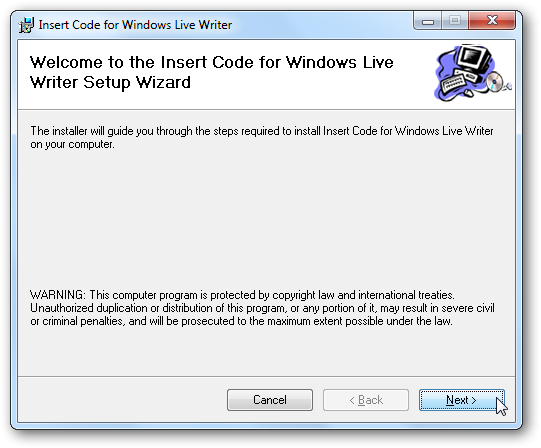 Insert Code for Windows Live Writer
Welcome to the Insert Code for Windows Live
Writer Setup Wizard
The installer will guide you through the steps required to install Insert Code for Windows Live Writer
on your computer.
WARNING: This computer program is protected by copyright law and international treaties.
Unauthorized duplication or distribution of this program, or any portion of it, may result in severe civil
or criminal penalties, and will be prosecuted to the maximum extent possible under the law.
Cancel
< Back
Next >